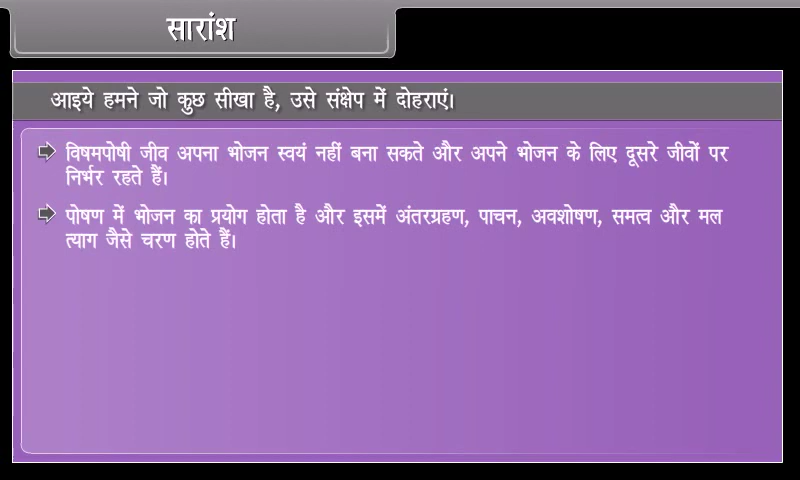 सारांश
आइये हमने जो कुछ सीखा है, उसे संक्षेप में दोहराएं।
विषमपोषी जीव अपना भोजन स्वयं नहीं बना सकते और अपने भोजन के लिए दूसरे जीवों पर
निर्भर रहते हैं।
पोषण में भोजन का प्रयोग होता है और इसमें अंतरग्रहण, पाचन, अवशोषण, समत्व और मल
त्याग जैसे चरण होते हैं।